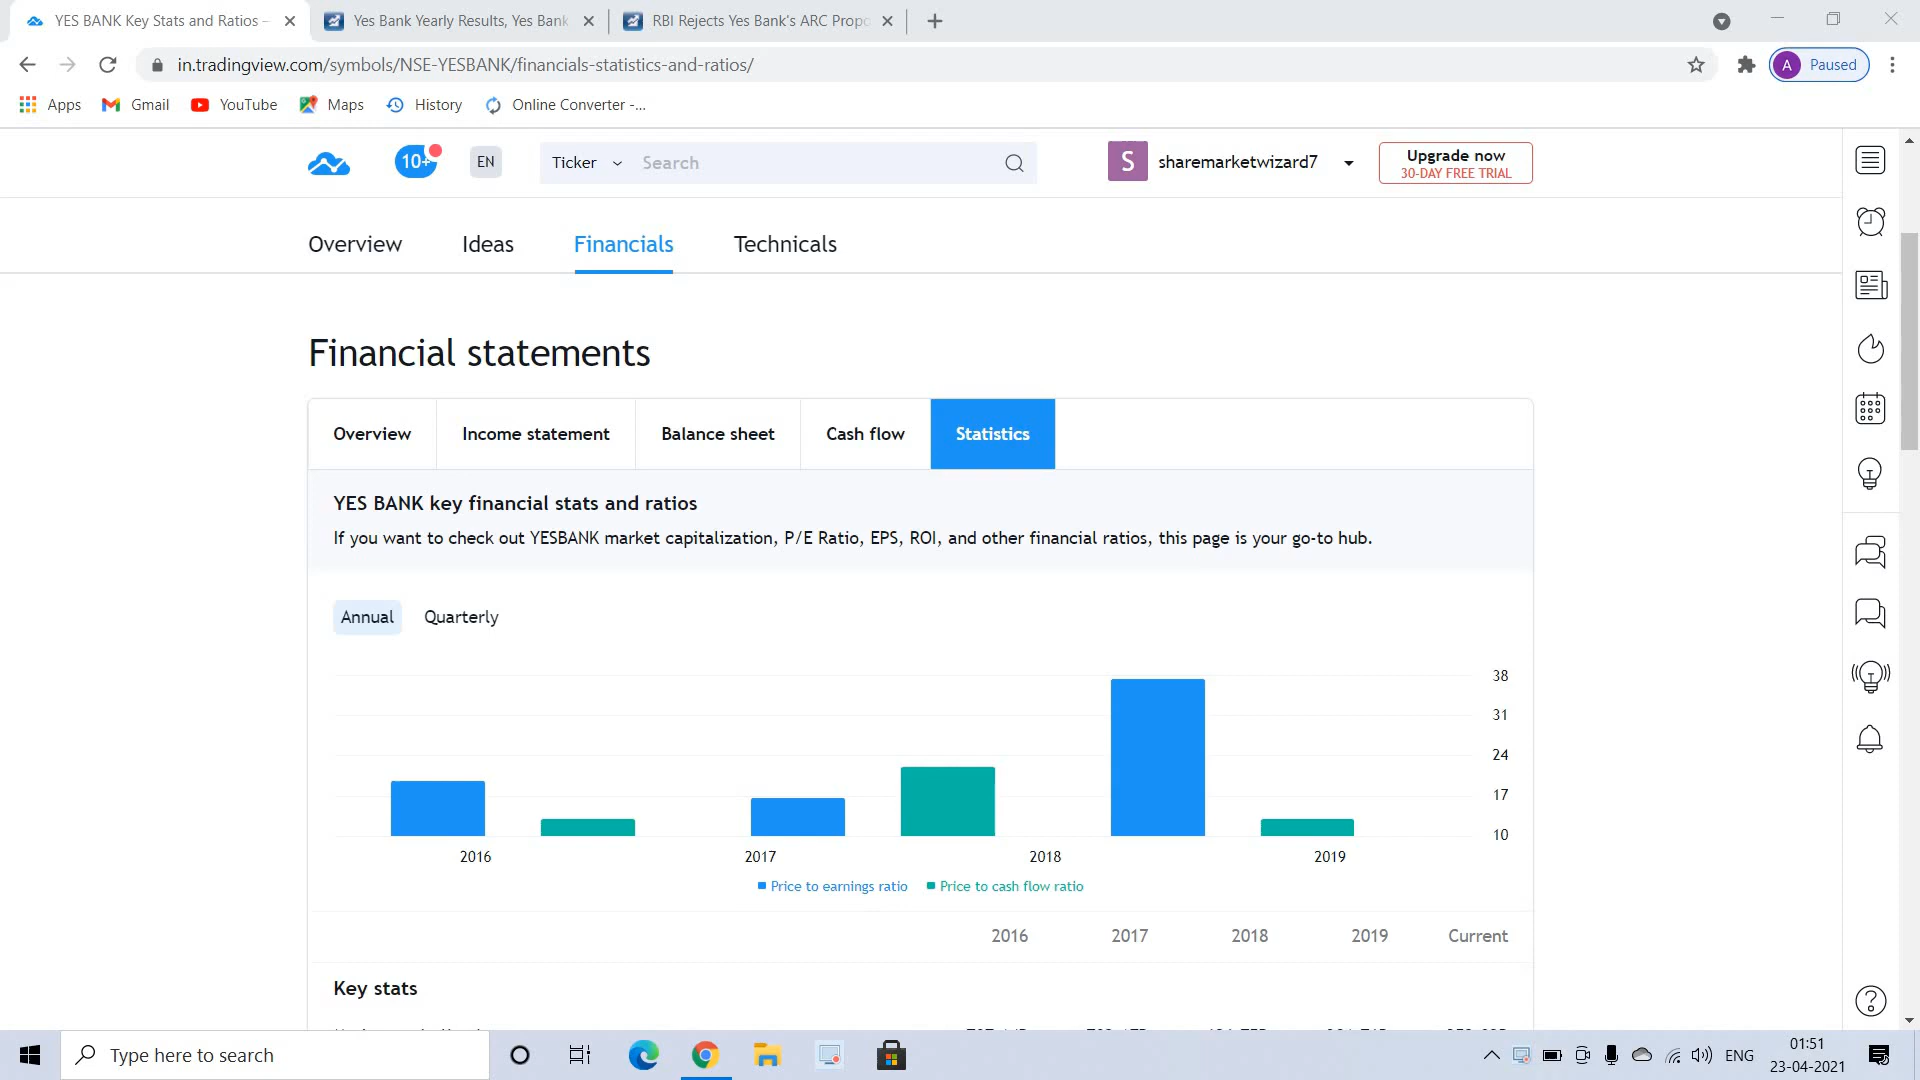 YES BANK Key Stats and Ratios –
Yes Bank Yearly Results, Yes Bank
RBI Rejects Yes Bank's ARC Propo
in.tradingview.com/symbols/NSE-YESBANK/financials-statistics-and-ratios/
A Paused
Apps Gmail YouTube Maps History Online Converter -...
10+ EN Ticker Search S sharemarketwizard7 Upgrade now
30-DAY FREE TRIAL
Overview Ideas Financials Technicals
Financial statements
Overview Income statement Balance sheet Cash flow Statistics
YES BANK key financial stats and ratios
If you want to check out YESBANK market capitalization, P/E Ratio, EPS, ROI, and other financial ratios, this page is your go-to hub.
Annual Quarterly
38
31
24
17
10
2016 2017 2018 2019
Price to earnings ratio Price to cash flow ratio
2016 2017 2018 2019 Current
Key stats
Type here to search
ENG
01:51
23-04-2021